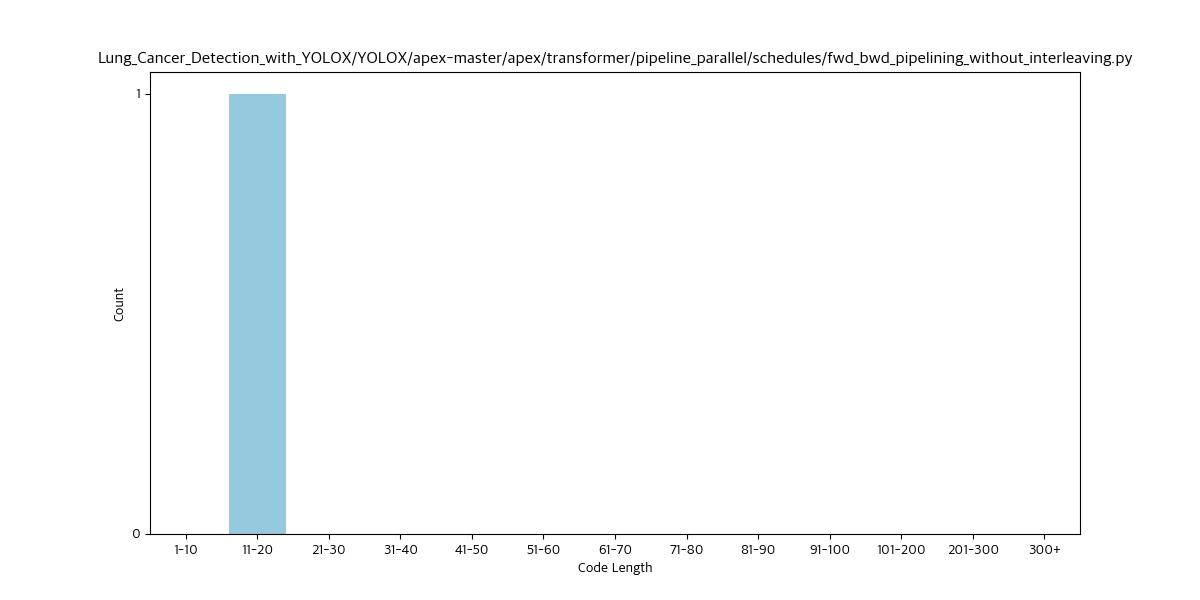 Lung_Cancer_Detection_with_YOLOX/YOLOX/apex-master/apex/transformer/pipeline_parallel/schedules/fwd_bwd_pipelining_without_interleaving.py
1
Count
0
1-10 11-20 21-30 31-40 41-50 51-60 61-70 71-80 81-90 91-100 101-200 201-300 300+
Code Length